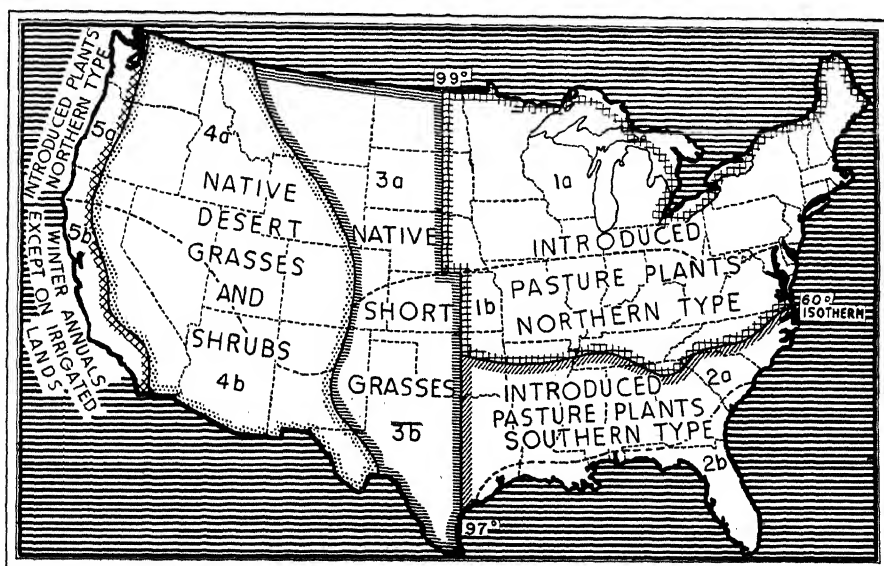 INTRODUCED PLANTS
NORTHERN TYPE
WINTER ANNUALS
EXCEPT ON IRRIGATED
LANDS
5a
5b
4a
NATIVE
DESERT
GRASSES
AND
SHRUBS
4b
99°
3a
NATIVE
SHORT
GRASSES
3b
97°
1a
INTRODUCED
PASTURE PLANTS
NORTHERN TYPE
1b
60°
ISOTHERM
2a
INTRODUCED
PASTURE PLANTS
SOUTHERN TYPE
2b